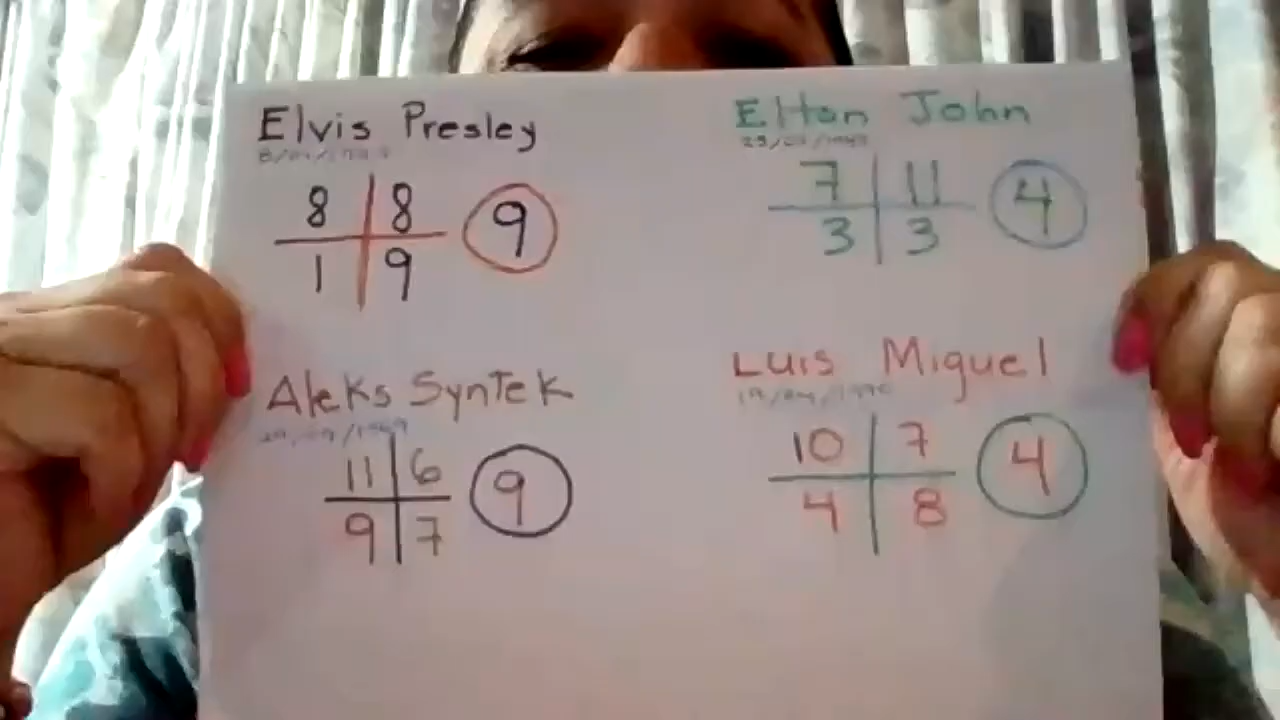 Elvis Presley
8 8 9
1 9
Elton John
7 11 4
3 3
Aleks Syntek
11 6 9
9 7
Luis Miguel
10 7 4
4 8